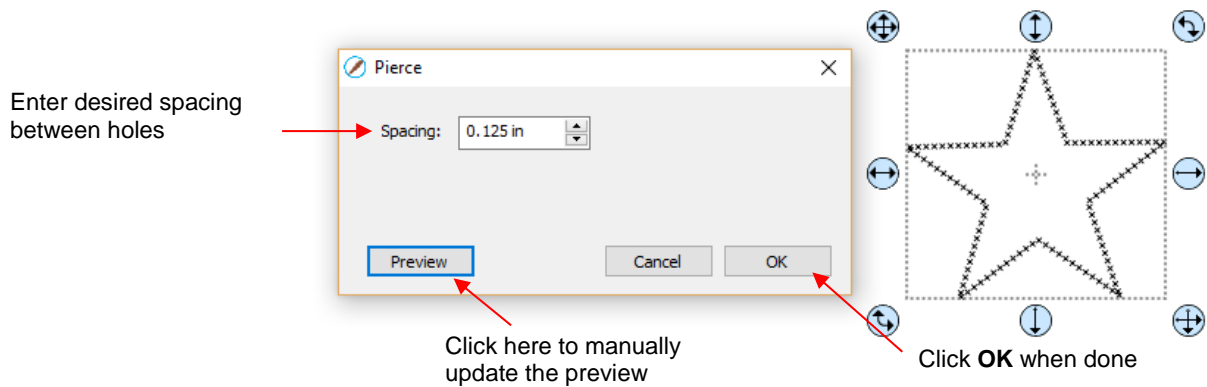 Pierce
Enter desired spacing
between holes
Spacing: 0.125 in
Preview Cancel OK
Click here to manually
update the preview
Click OK when done